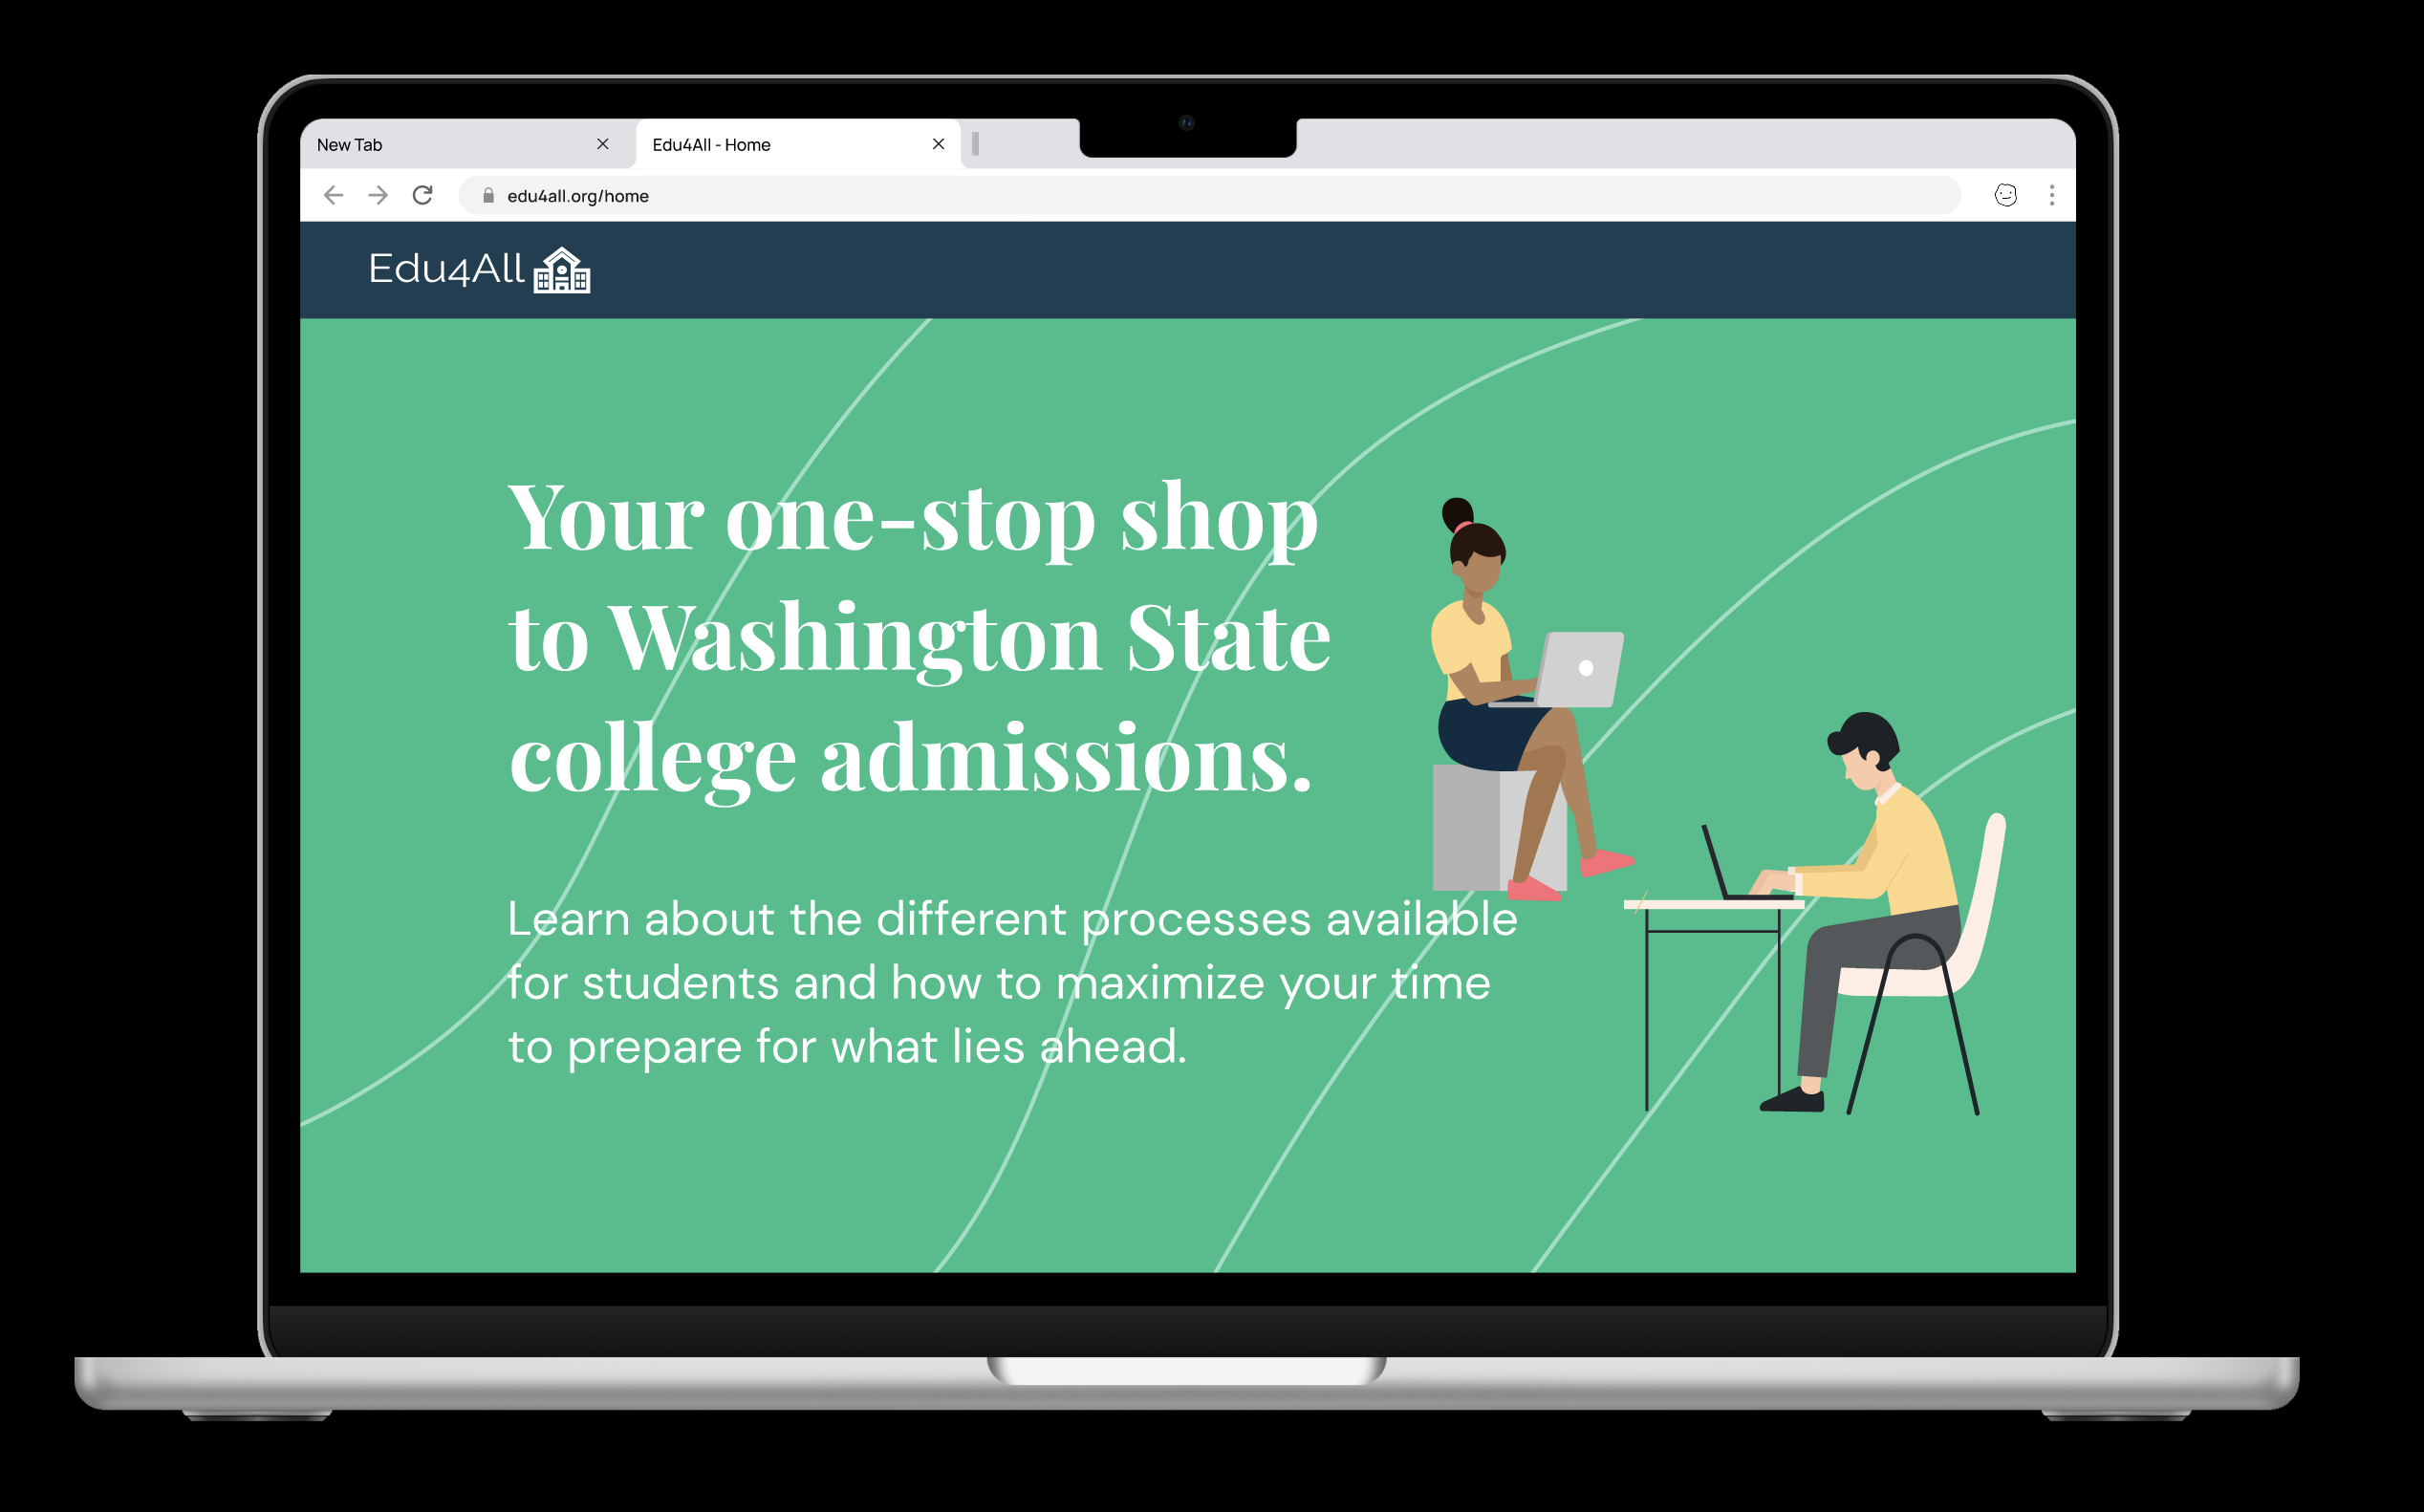 New Tab
Edu4All - Home
edu4all.org/home
Edu4All
Your one-stop shop
to Washington State
college admissions.
Learn about the different processes available
for students and how to maximize your time
to prepare for what lies ahead.